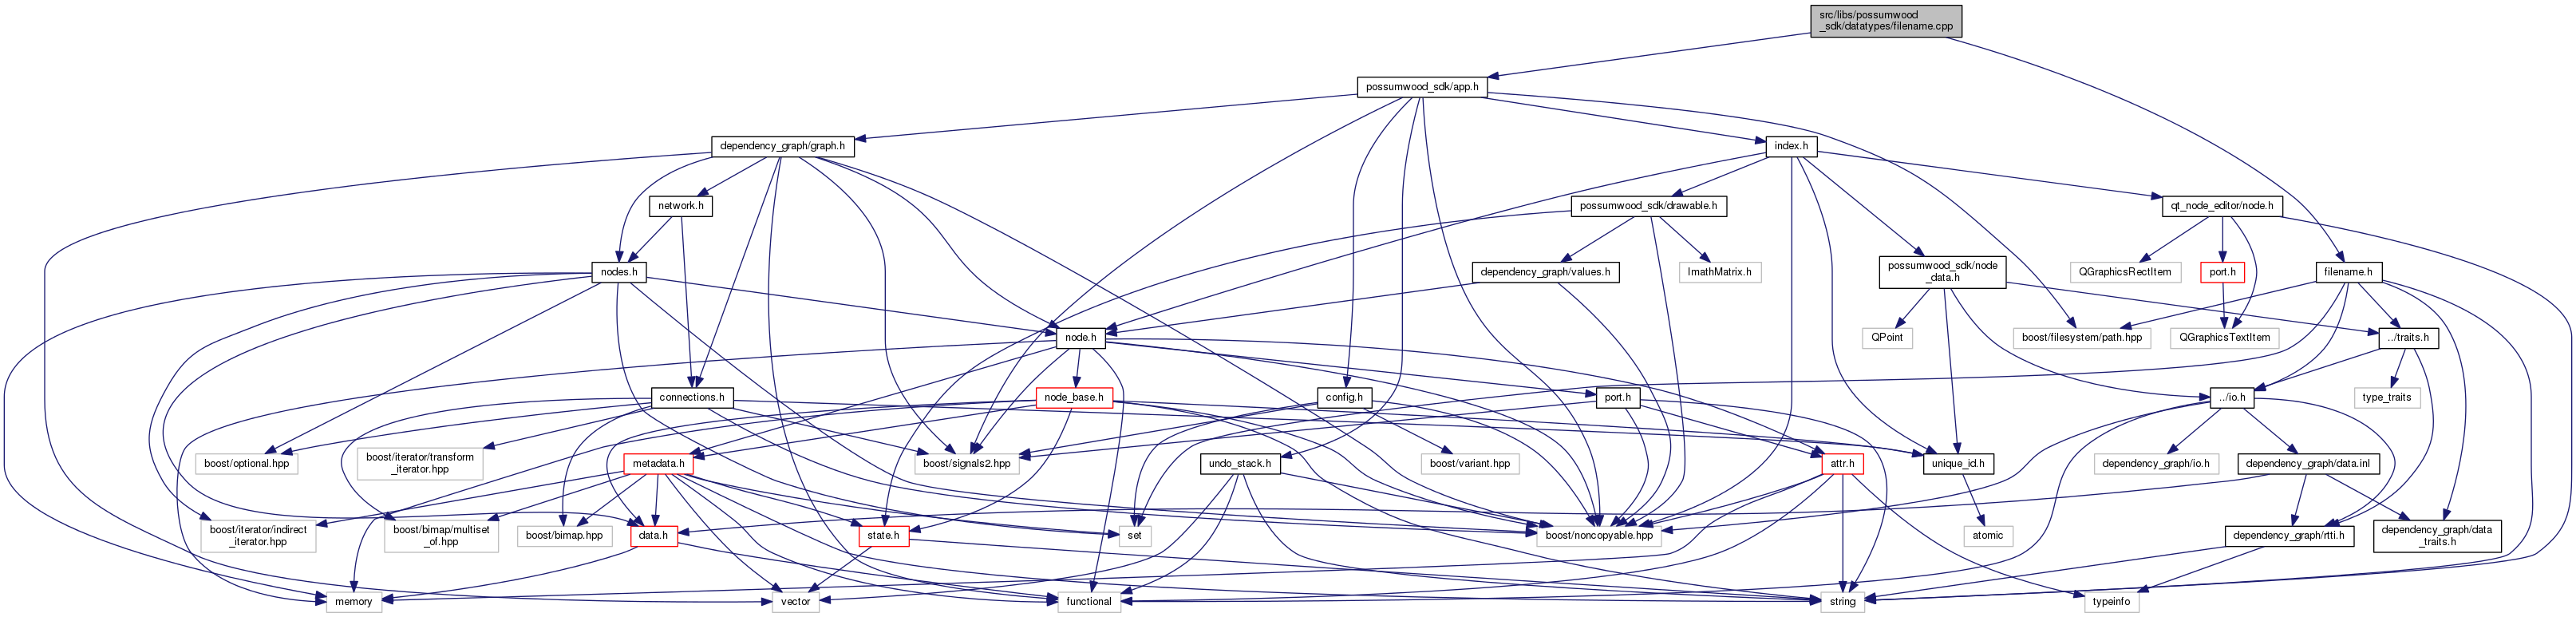 src/libs/possumwood
_sdk/datatypes/filename.cpp
possumwood_sdk/app.h
dependency_graph/graph.h
index.h
network.h
possumwood_sdk/drawable.h
qt_node_editor/node.h
nodes.h
dependency_graph/values.h
ImathMatrix.h
possumwood_sdk/node
_data.h
QGraphicsRectItem
port.h
filename.h
node.h
QPoint
boost/filesystem/path.hpp
QGraphicsTextItem
../traits.h
connections.h
node_base.h
config.h
port.h
../io.h
type_traits
boost/optional.hpp
boost/iterator/transform
_iterator.hpp
metadata.h
boost/signals2.hpp
undo_stack.h
boost/variant.hpp
attr.h
unique_id.h
dependency_graph/io.h
dependency_graph/data.inl
boost/iterator/indirect
_iterator.hpp
boost/bimap/multiset
_of.hpp
boost/bimap.hpp
data.h
state.h
set
boost/noncopyable.hpp
atomic
dependency_graph/rtti.h
dependency_graph/data
_traits.h
memory
vector
functional
string
typeinfo